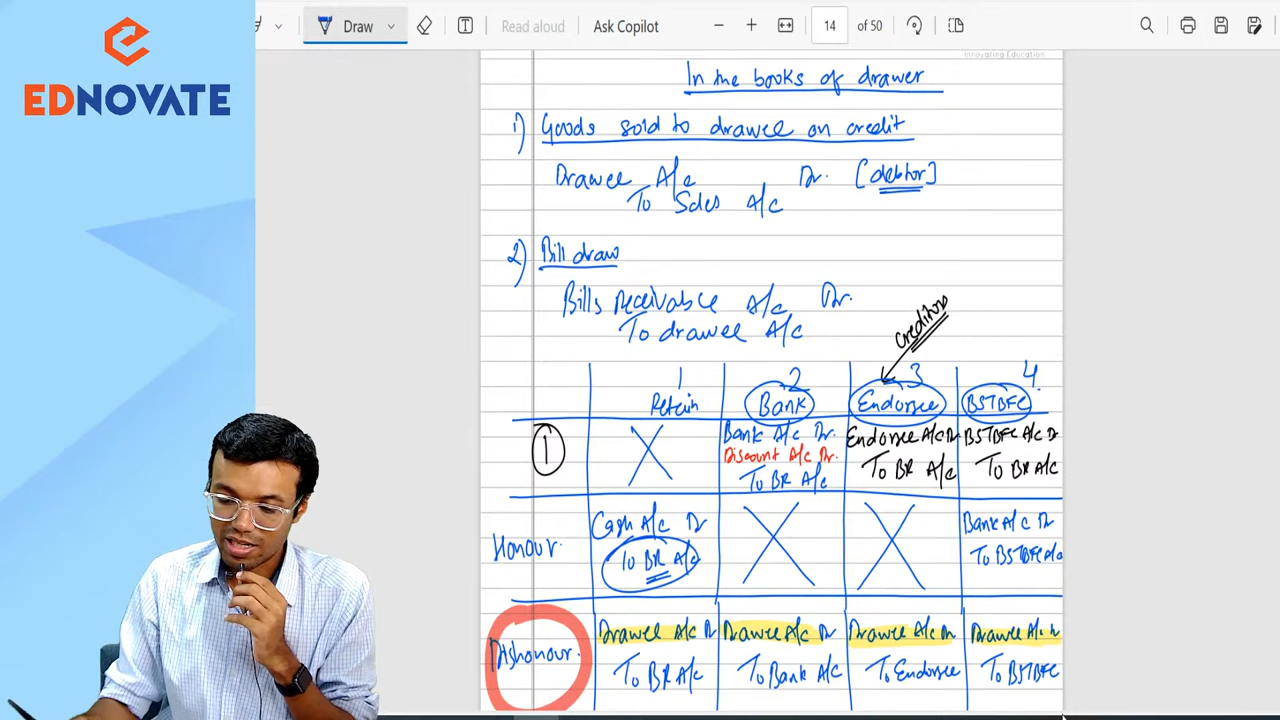 EDNOVATE
Draw
Read aloud
Ask Copilot
14 of 50
Innovating Education
In the books of drawer
1) Goods sold to drawee on credit
Drawee A/c Dr. [debtor]
To Sales A/c
2) Bill draw
Bills receivable A/c Dr.
To drawee A/c
creditors
1 2 3 4
Retain Bank Endorsee BSTBFC
1 Bank A/c Dr. Endorsee A/c Dr BSTBFC A/c Dr
Discount A/c Dr.
To BR A/c To BR A/c To BR A/c
Honour. Cash A/c Dr Bank A/c Dr
To BR A/c To BSTBFC A/c
Dishonour. Drawee A/c Dr Drawee A/c Dr Drawee A/c Dr Drawee A/c Dr
To BR A/c To Bank A/c To Endorsee To BSTBFC